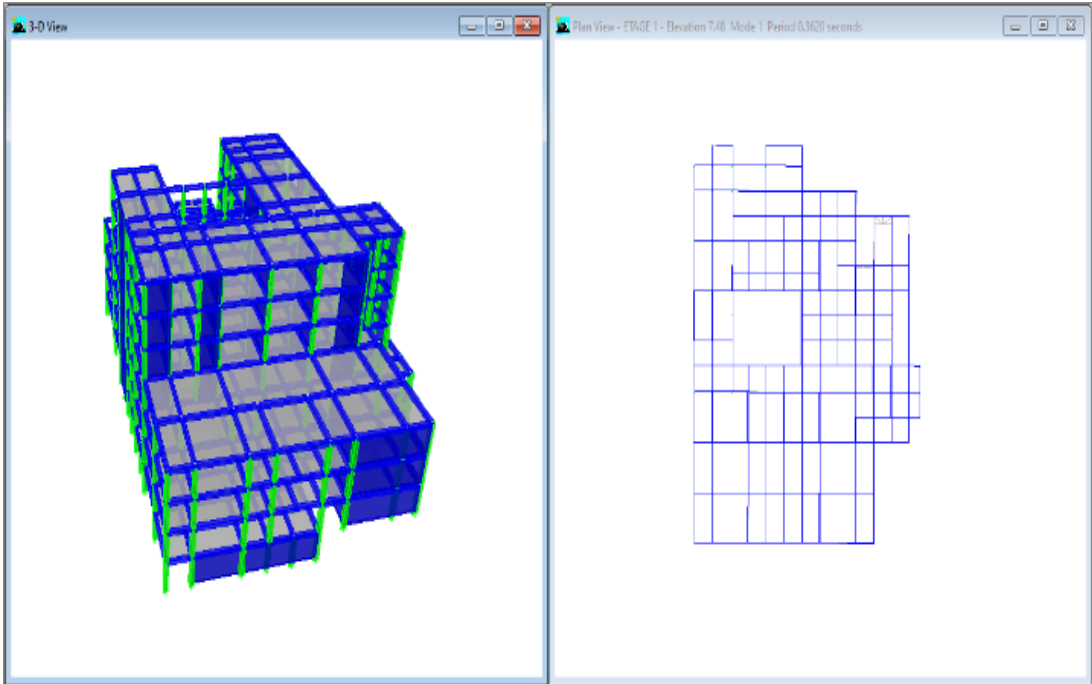 3-D View
Plan View - ETAGE 1 - Elevation 7.48 Mode 1 Period 0.3620 seconds